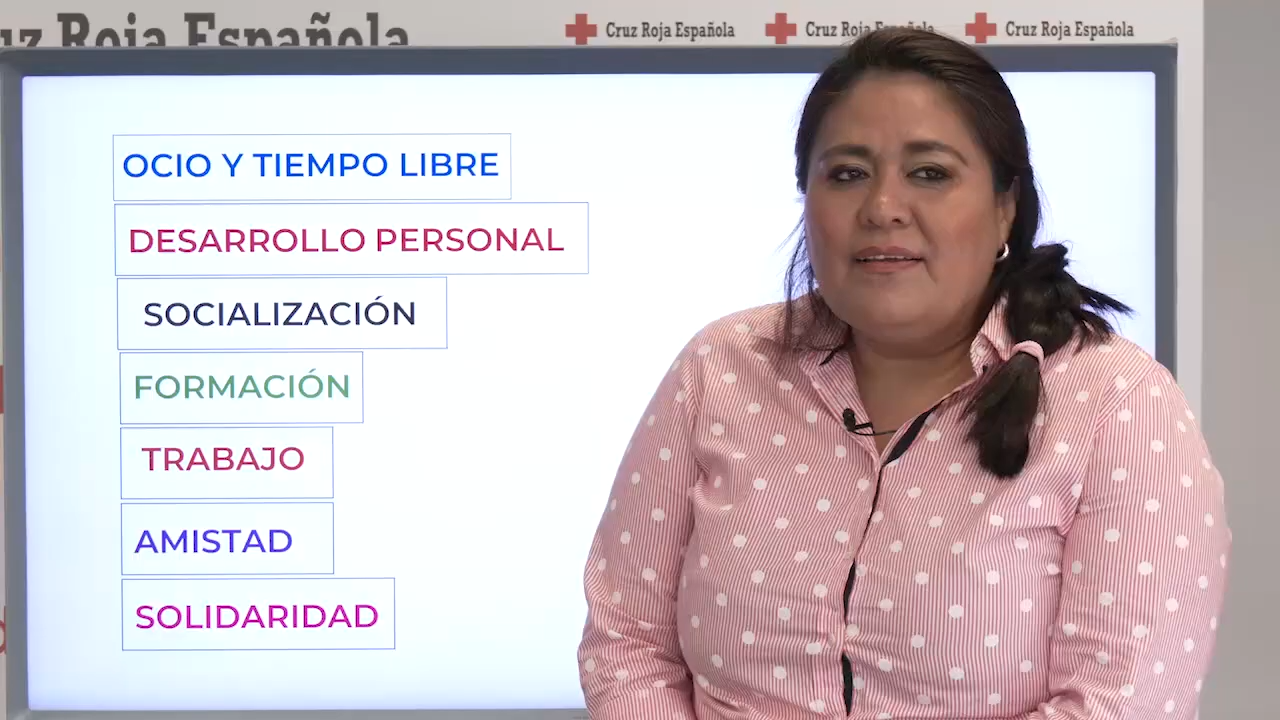 Cruz Roja Española
Cruz Roja Española
Cruz Roja Española
OCIO Y TIEMPO LIBRE
DESARROLLO PERSONAL
SOCIALIZACIÓN
FORMACIÓN
TRABAJO
AMISTAD
SOLIDARIDAD